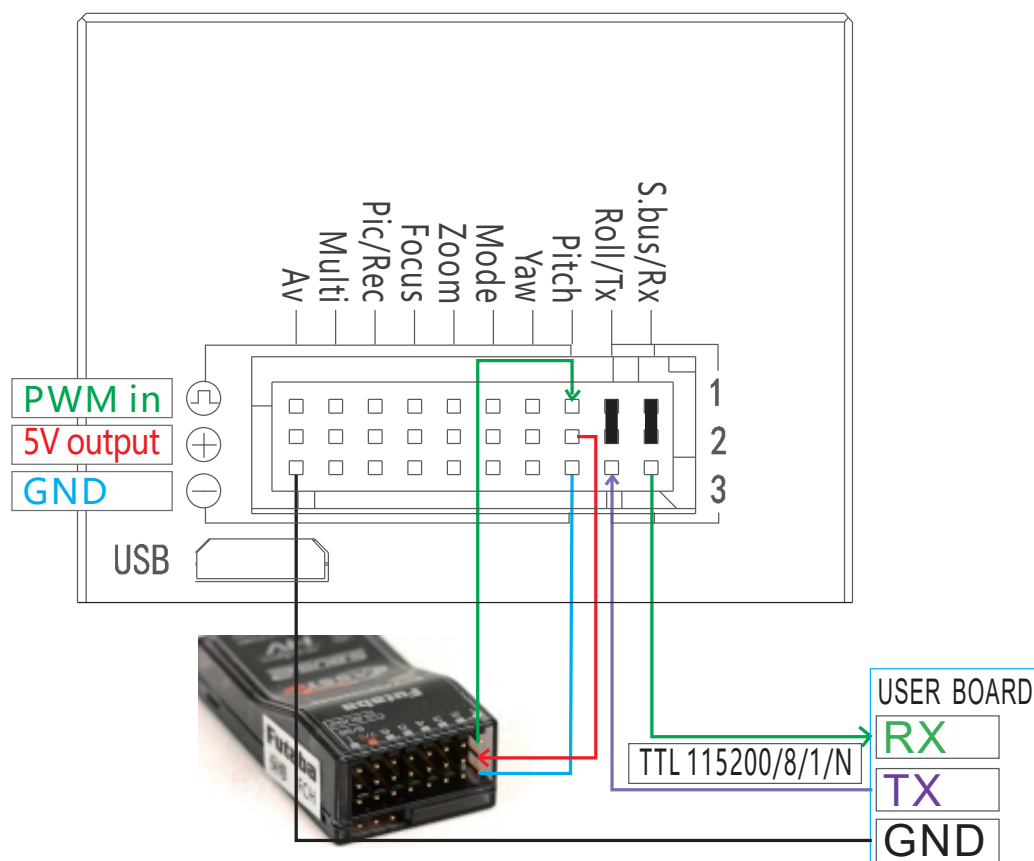 S.bus/Rx
Roll/Tx
Pitch
Yaw
Mode
Zoom
Focus
Pic/Rec
Multi
Av
PWM in
5V output
GND
1
2
3
USB
Futaba
Futaba
USER BOARD
RX
TTL 115200/8/1/N
TX
GND